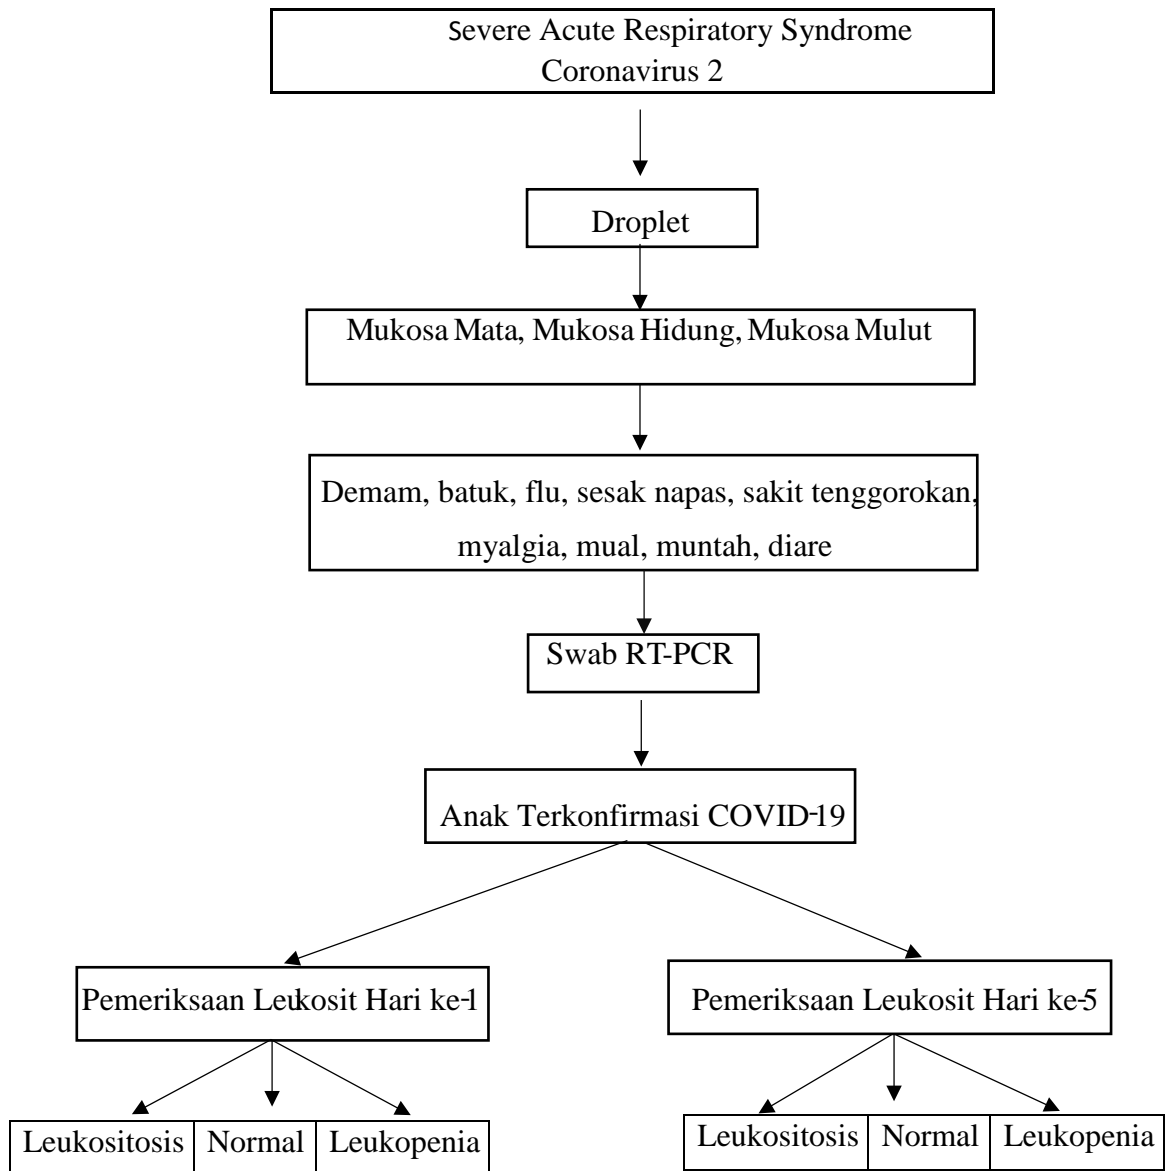 Severe Acute Respiratory Syndrome
Coronavirus 2
Droplet
Mukosa Mata, Mukosa Hidung, Mukosa Mulut
Demam, batuk, flu, sesak napas, sakit tenggorokan,
myalgia, mual, muntah, diare
Swab RT-PCR
Anak Terkonfirmasi COVID-19
Pemeriksaan Leukosit Hari ke-1
Pemeriksaan Leukosit Hari ke-5
Leukositosis Normal Leukopenia
Leukositosis Normal Leukopenia